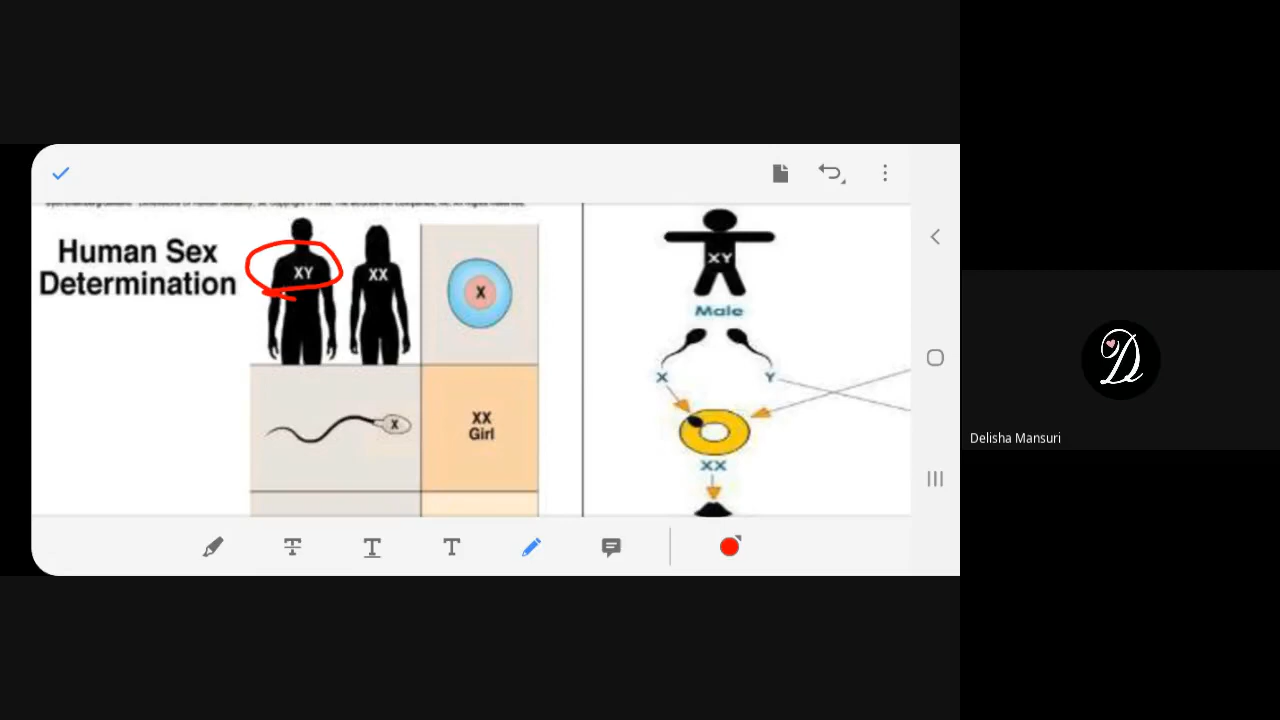 Human Sex
Determination
XY
XX
X
X
XX
Girl
XY
Male
X
Y
XX
T
T
T
D
Delisha Mansuri